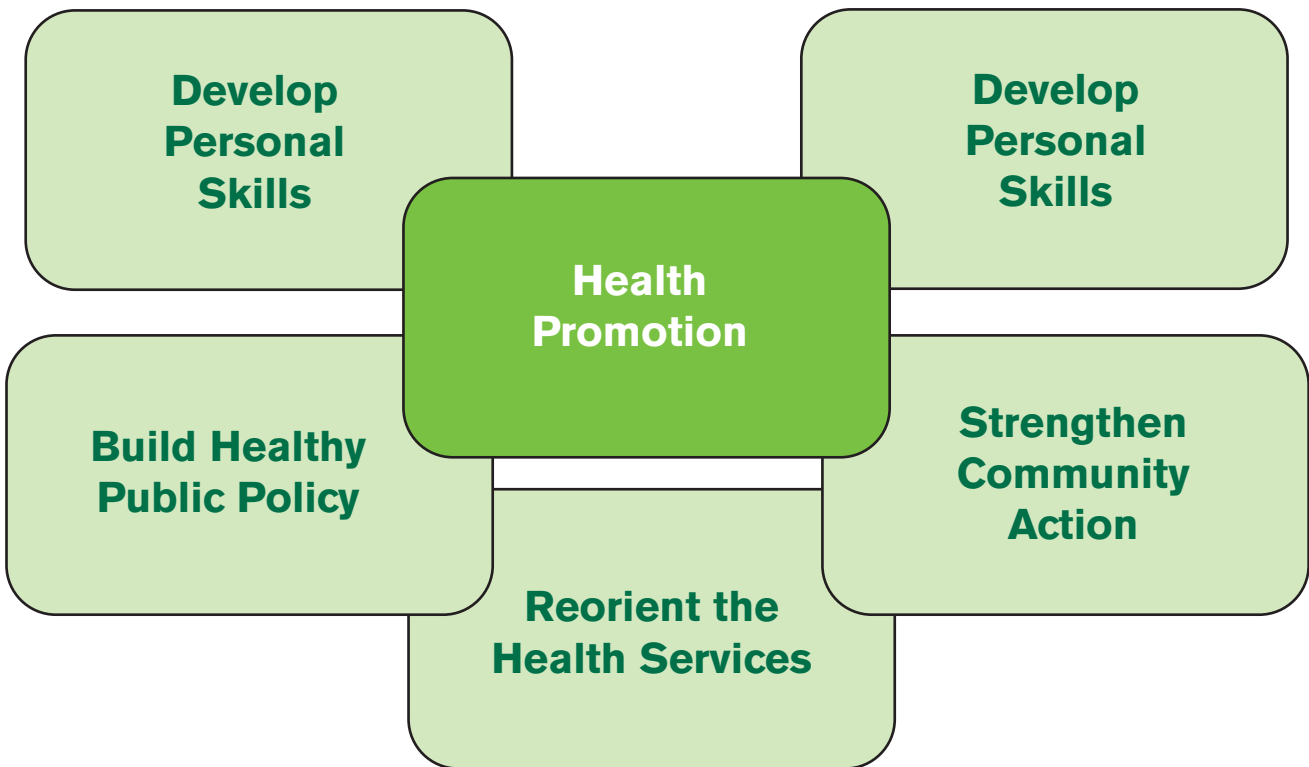 Develop
Personal
Skills
Develop
Personal
Skills
Health
Promotion
Build Healthy
Public Policy
Strengthen
Community
Action
Reorient the
Health Services